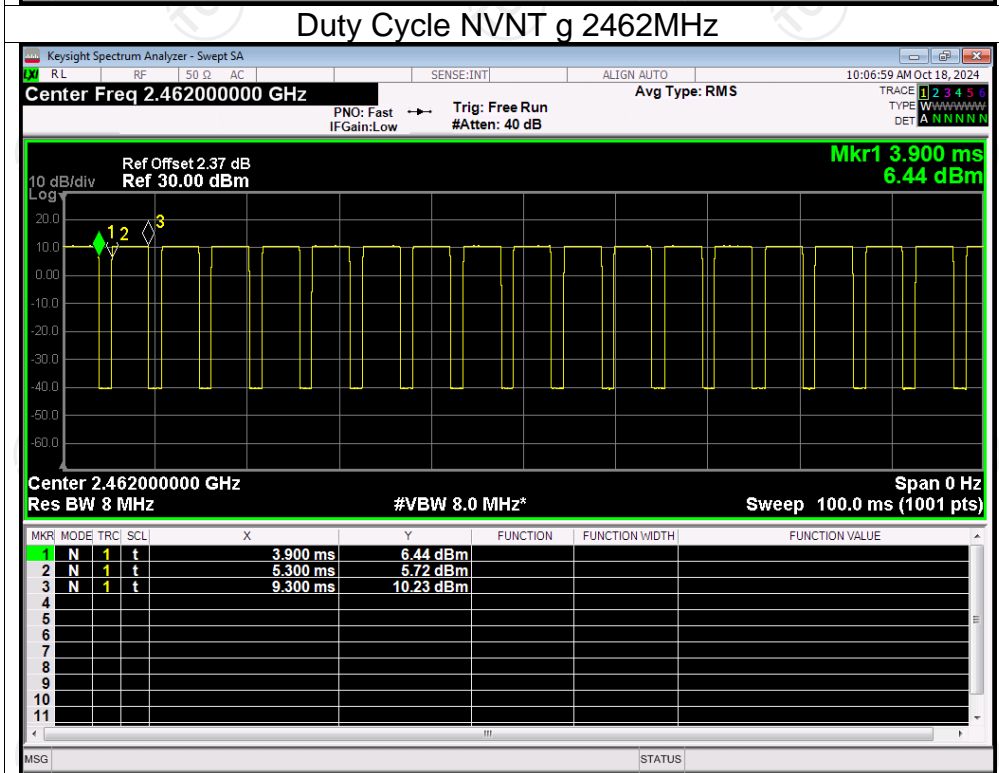 Duty Cycle NVNT g 2462MHz
Keysight Spectrum Analyzer - Swept SA
LXI RL RF 50 Ω AC SENSE:INT ALIGN AUTO 10:06:59 AM Oct 18, 2024
Center Freq 2.462000000 GHz Avg Type: RMS TRACE 1 2 3 4 5 6
PNO: Fast Trig: Free Run TYPE WWWWWW
IFGain:Low #Atten: 40 dB DET A N N N N N
Ref Offset 2.37 dB Mkr1 3.900 ms
10 dB/div Ref 30.00 dBm 6.44 dBm
Log
20.0
1 2 3
10.0
0.00
-10.0
-20.0
-30.0
-40.0
-50.0
-60.0
Center 2.462000000 GHz Span 0 Hz
Res BW 8 MHz #VBW 8.0 MHz* Sweep 100.0 ms (1001 pts)
MKR MODE TRC SCL X Y FUNCTION FUNCTION WIDTH FUNCTION VALUE
1 N 1 t 3.900 ms 6.44 dBm
2 N 1 t 5.300 ms 5.72 dBm
3 N 1 t 9.300 ms 10.23 dBm
4
5
6
7
8
9
10
11
MSG STATUS